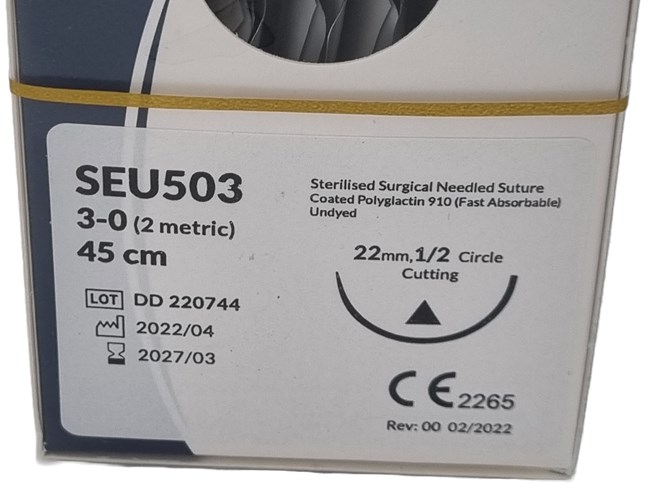 SEU503
3-0 (2 metric)
45 cm
LOT DD 220744
2022/04
2027/03
Sterilised Surgical Needled Suture
Coated Polyglactin 910 (Fast Absorbable)
Undyed
22mm, 1/2 Circle
Cutting
CE 2265
Rev: 00 02/2022